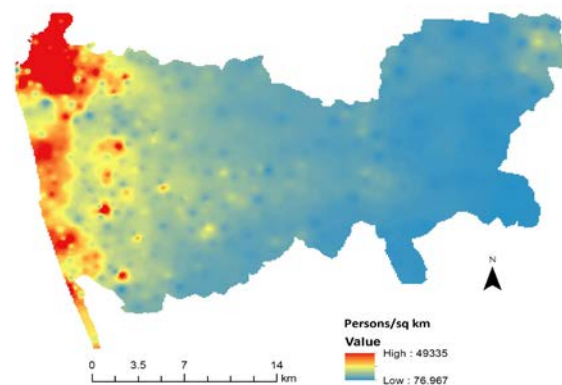 N
Persons/sq km
Value
High : 49335
Low : 76.967
0 3.5 7 14
km